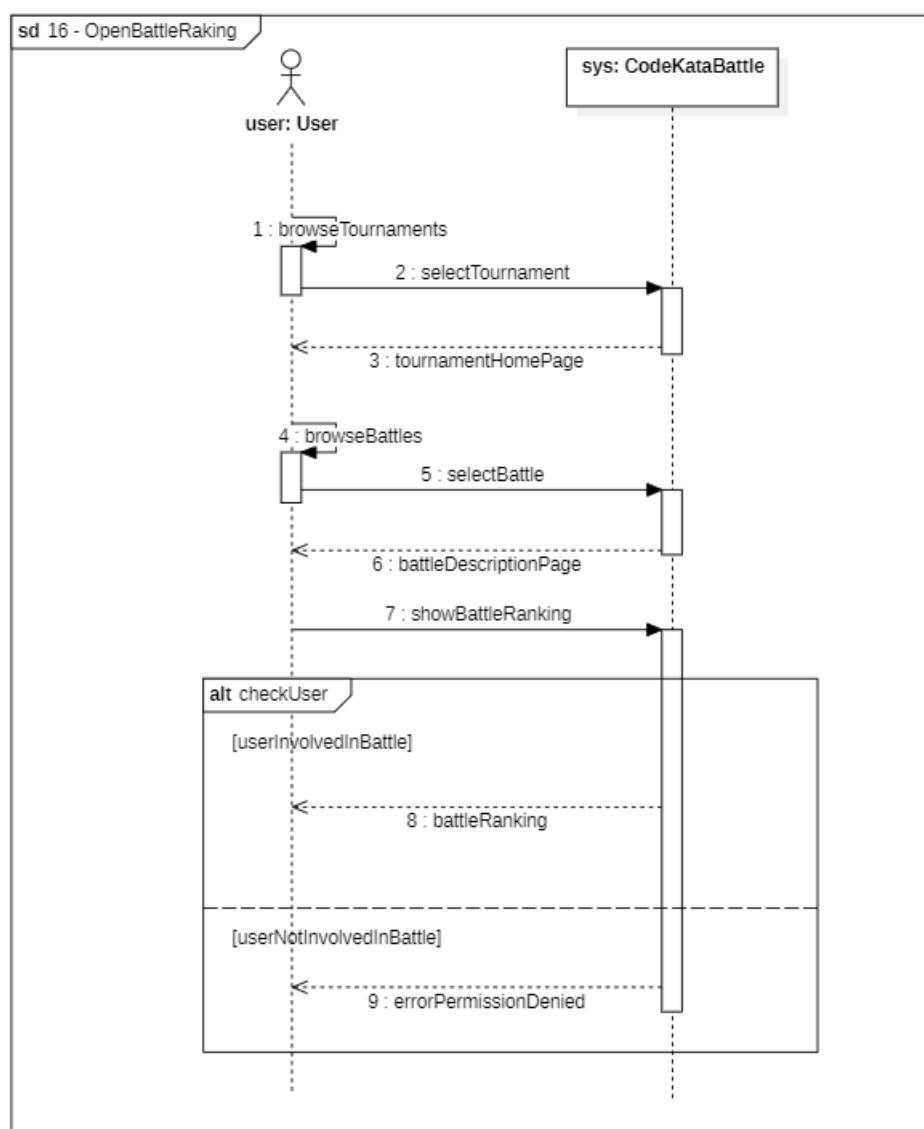 sd 16 - OpenBattleRaking
user: User
sys: CodeKataBattle
1 : browseTournaments
2 : selectTournament
3 : tournamentHomePage
4 : browseBattles
5 : selectBattle
6 : battleDescriptionPage
7 : showBattleRanking
alt checkUser
[userInvolvedInBattle]
8 : battleRanking
[userNotInvolvedInBattle]
9 : errorPermissionDenied